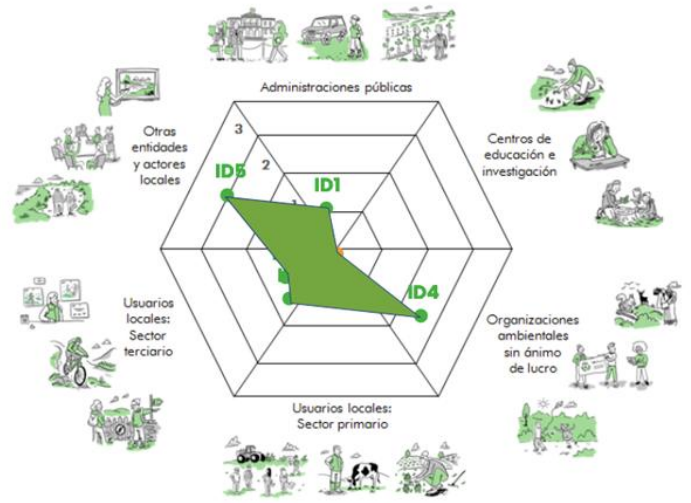 Administraciones públicas
3
Otras
entidades
y actores
locales
Centros de
educación e
investigación
2
ID5
ID1
1
ID4
Usuarios
locales:
Sector
terciario
Organizaciones
ambientales
sin ánimo
de lucro
Usuarios locales:
Sector primario